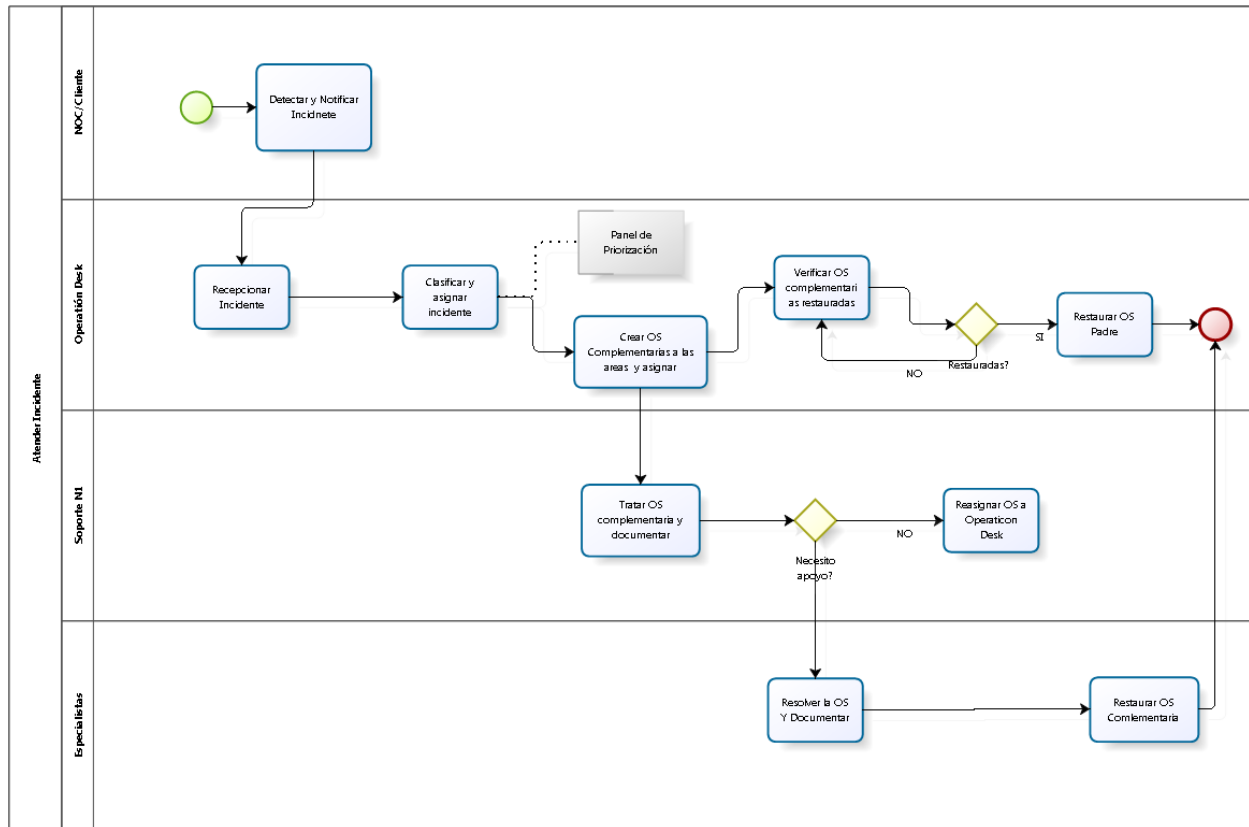 Atender Incidente
NOC/Cliente
Detectar y Notificar
Incidnete
Operatión Desk
Recepcionar
Incidente
Clasificar y
asignar
incidente
Panel de
Priorización
Crear OS
Complementarias a las
areas y asignar
Verificar OS
complementari
as restauradas
Restauradas?
NO
SI
Restaurar OS
Padre
Soporte N1
Tratar OS
complementaria y
documentar
Necesito
apoyo?
NO
Reasignar OS a
Operaticon
Desk
Especialistas
Resolver la OS
Y Documentar
Restaurar OS
Comlementaria